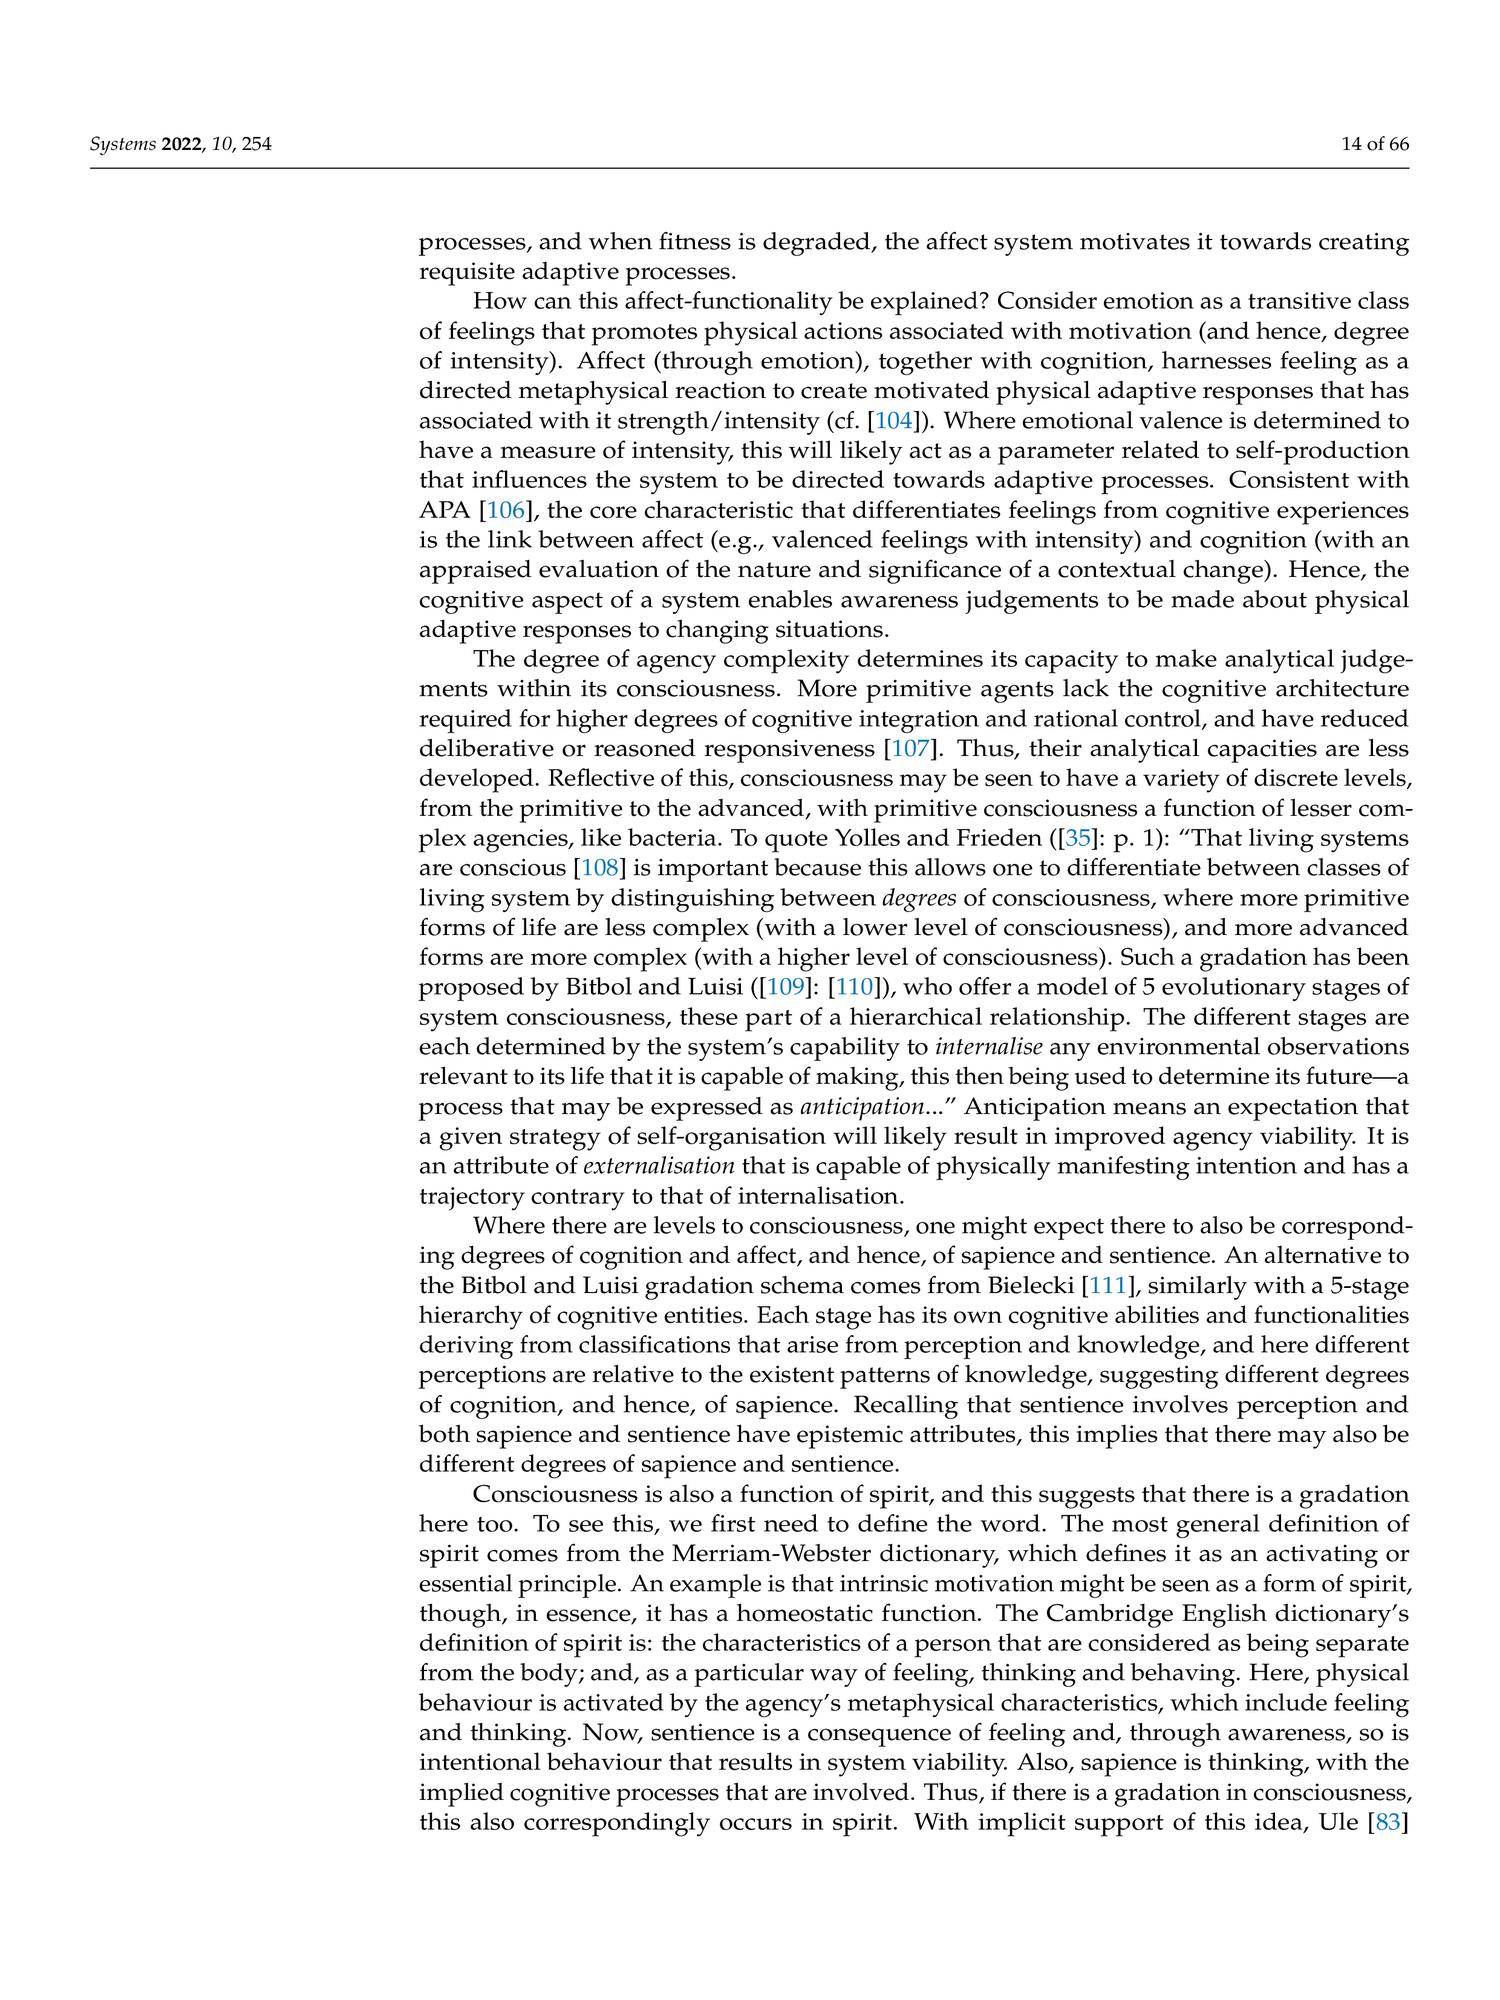 Systems 2022, 10, 254
14 of 66
processes, and when fitness is degraded, the affect system motivates it towards creating
requisite adaptive processes.
How can this affect-functionality be explained? Consider emotion as a transitive class
of feelings that promotes physical actions associated with motivation (and hence, degree
of intensity). Affect (through emotion), together with cognition, harnesses feeling as a
directed metaphysical reaction to create motivated physical adaptive responses that has
associated with it strength/intensity (cf. [104]). Where emotional valence is determined to
have a measure of intensity, this will likely act as a parameter related to self-production
that influences the system to be directed towards adaptive processes. Consistent with
APA [106], the core characteristic that differentiates feelings from cognitive experiences
is the link between affect (e.g., valenced feelings with intensity) and cognition (with an
appraised evaluation of the nature and significance of a contextual change). Hence, the
cognitive aspect of a system enables awareness judgements to be made about physical
adaptive responses to changing situations.
The degree of agency complexity determines its capacity to make analytical judge-
ments within its consciousness. More primitive agents lack the cognitive architecture
required for higher degrees of cognitive integration and rational control, and have reduced
deliberative or reasoned responsiveness [107]. Thus, their analytical capacities are less
developed. Reflective of this, consciousness may be seen to have a variety of discrete levels,
from the primitive to the advanced, with primitive consciousness a function of lesser com-
plex agencies, like bacteria. To quote Yolles and Frieden ([35]: p. 1): “That living systems
are conscious [108] is important because this allows one to differentiate between classes of
living system by distinguishing between degrees of consciousness, where more primitive
forms of life are less complex (with a lower level of consciousness), and more advanced
forms are more complex (with a higher level of consciousness). Such a gradation has been
proposed by Bitbol and Luisi ([109]: [110]), who offer a model of 5 evolutionary stages of
system consciousness, these part of a hierarchical relationship. The different stages are
each determined by the system’s capability to internalise any environmental observations
relevant to its life that it is capable of making, this then being used to determine its future—a
process that may be expressed as anticipation...” Anticipation means an expectation that
a given strategy of self-organisation will likely result in improved agency viability. It is
an attribute of externalisation that is capable of physically manifesting intention and has a
trajectory contrary to that of internalisation.
Where there are levels to consciousness, one might expect there to also be correspond-
ing degrees of cognition and affect, and hence, of sapience and sentience. An alternative to
the Bitbol and Luisi gradation schema comes from Bielecki [111], similarly with a 5-stage
hierarchy of cognitive entities. Each stage has its own cognitive abilities and functionalities
deriving from classifications that arise from perception and knowledge, and here different
perceptions are relative to the existent patterns of knowledge, suggesting different degrees
of cognition, and hence, of sapience. Recalling that sentience involves perception and
both sapience and sentience have epistemic attributes, this implies that there may also be
different degrees of sapience and sentience.
Consciousness is also a function of spirit, and this suggests that there is a gradation
here too. To see this, we first need to define the word. The most general definition of
spirit comes from the Merriam-Webster dictionary, which defines it as an activating or
essential principle. An example is that intrinsic motivation might be seen as a form of spirit,
though, in essence, it has a homeostatic function. The Cambridge English dictionary’s
definition of spirit is: the characteristics of a person that are considered as being separate
from the body; and, as a particular way of feeling, thinking and behaving. Here, physical
behaviour is activated by the agency’s metaphysical characteristics, which include feeling
and thinking. Now, sentience is a consequence of feeling and, through awareness, so is
intentional behaviour that results in system viability. Also, sapience is thinking, with the
implied cognitive processes that are involved. Thus, if there is a gradation in consciousness,
this also correspondingly occurs in spirit. With implicit support of this idea, Ule [83]